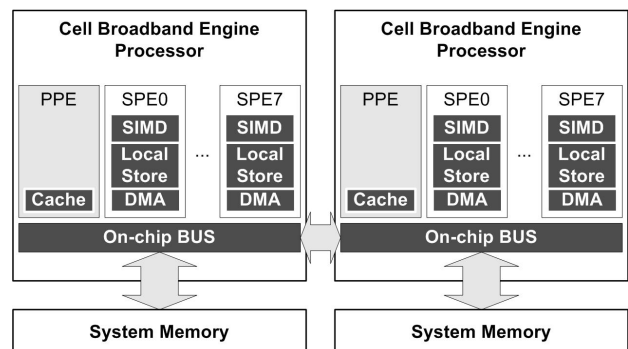 Cell Broadband Engine
Processor
PPE
Cache
SPE0
SIMD
Local
Store
DMA
...
SPE7
SIMD
Local
Store
DMA
On-chip BUS
System Memory
Cell Broadband Engine
Processor
PPE
Cache
SPE0
SIMD
Local
Store
DMA
...
SPE7
SIMD
Local
Store
DMA
On-chip BUS
System Memory